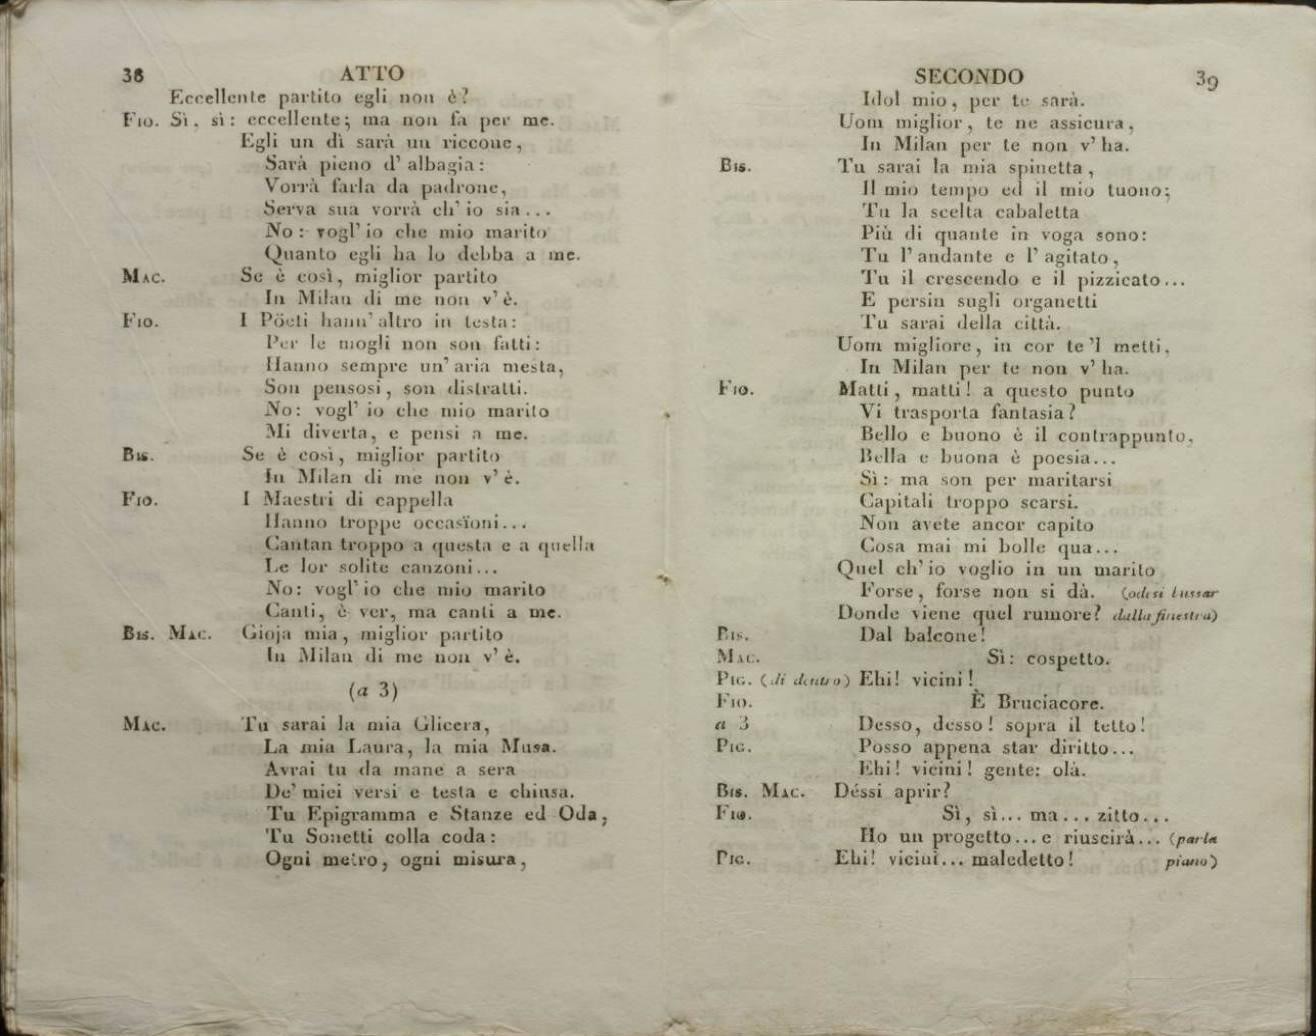 38
ATTO
Eccellente partito egli non è?
Fio. Sì, sì: eccellente; ma non fa per me.
Egli un dì sarà un riccone,
Sarà pieno d' albagia:
Vorrà farla da padrone,
Serva sua vorrà ch' io sia...
No: vogl' io che mio marito
Quanto egli ha lo debba a me.
Mac. Se è così, miglior partito
In Milan di me non v' è.
Fio. I Pöeti hann' altro in testa:
Per le mogli non son fatti:
Hanno sempre un' aria mesta,
Son pensosi, son distratti.
No: vogl' io che mio marito
Mi diverta, e pensi a me.
Bis. Se è così, miglior partito
In Milan di me non v' è.
Fio. I Maestri di cappella
Hanno troppe occasïoni...
Cantan troppo a questa e a quella
Le lor solite canzoni...
No: vogl' io che mio marito
Canti, è ver, ma canti a me.
Bis. Mac. Gioja mia, miglior partito
In Milan di me non v' è.
(a 3)
Mac. Tu sarai la mia Glicera,
La mia Laura, la mia Musa.
Avrai tu da mane a sera
De' miei versi e testa e chiusa.
Tu Epigramma e Stanze ed Oda,
Tu Sonetti colla coda:
Ogni metro, ogni misura,
SECONDO
39
Idol mio, per te sarà.
Uom miglior, te ne assicura,
In Milan per te non v' ha.
Bis. Tu sarai la mia spinetta,
Il mio tempo ed il mio tuono;
Tu la scelta cabaletta
Più di quante in voga sono:
Tu l' andante e l' agitato,
Tu il crescendo e il pizzicato...
E persin sugli organetti
Tu sarai della città.
Uom migliore, in cor te 'l metti,
In Milan per te non v' ha.
Fio. Matti, matti! a questo punto
Vi trasporta fantasia?
Bello e buono è il contrappunto,
Bella e buona è poesia...
Sì: ma son per maritarsi
Capitali troppo scarsi.
Non avete ancor capito
Cosa mai mi bolle qua...
Quel ch' io voglio in un marito
Forse, forse non si dà. (odesi bussar
Donde viene quel rumore? dalla finestra)
Bis. Dal balcone!
Mac. Sì: cospetto.
Pic. (di dentro) Ehi! vicini!
Fio. È Bruciacore.
a 3 Desso, desso! sopra il tetto!
Pic. Posso appena star diritto...
Ehi! vicini! gente: olà.
Bis. Mac. Déssi aprir?
Fio. Sì, sì... ma... zitto...
Ho un progetto... e riuscirà... (parla
Pic. Ehi! vicini... maledetto! piano)